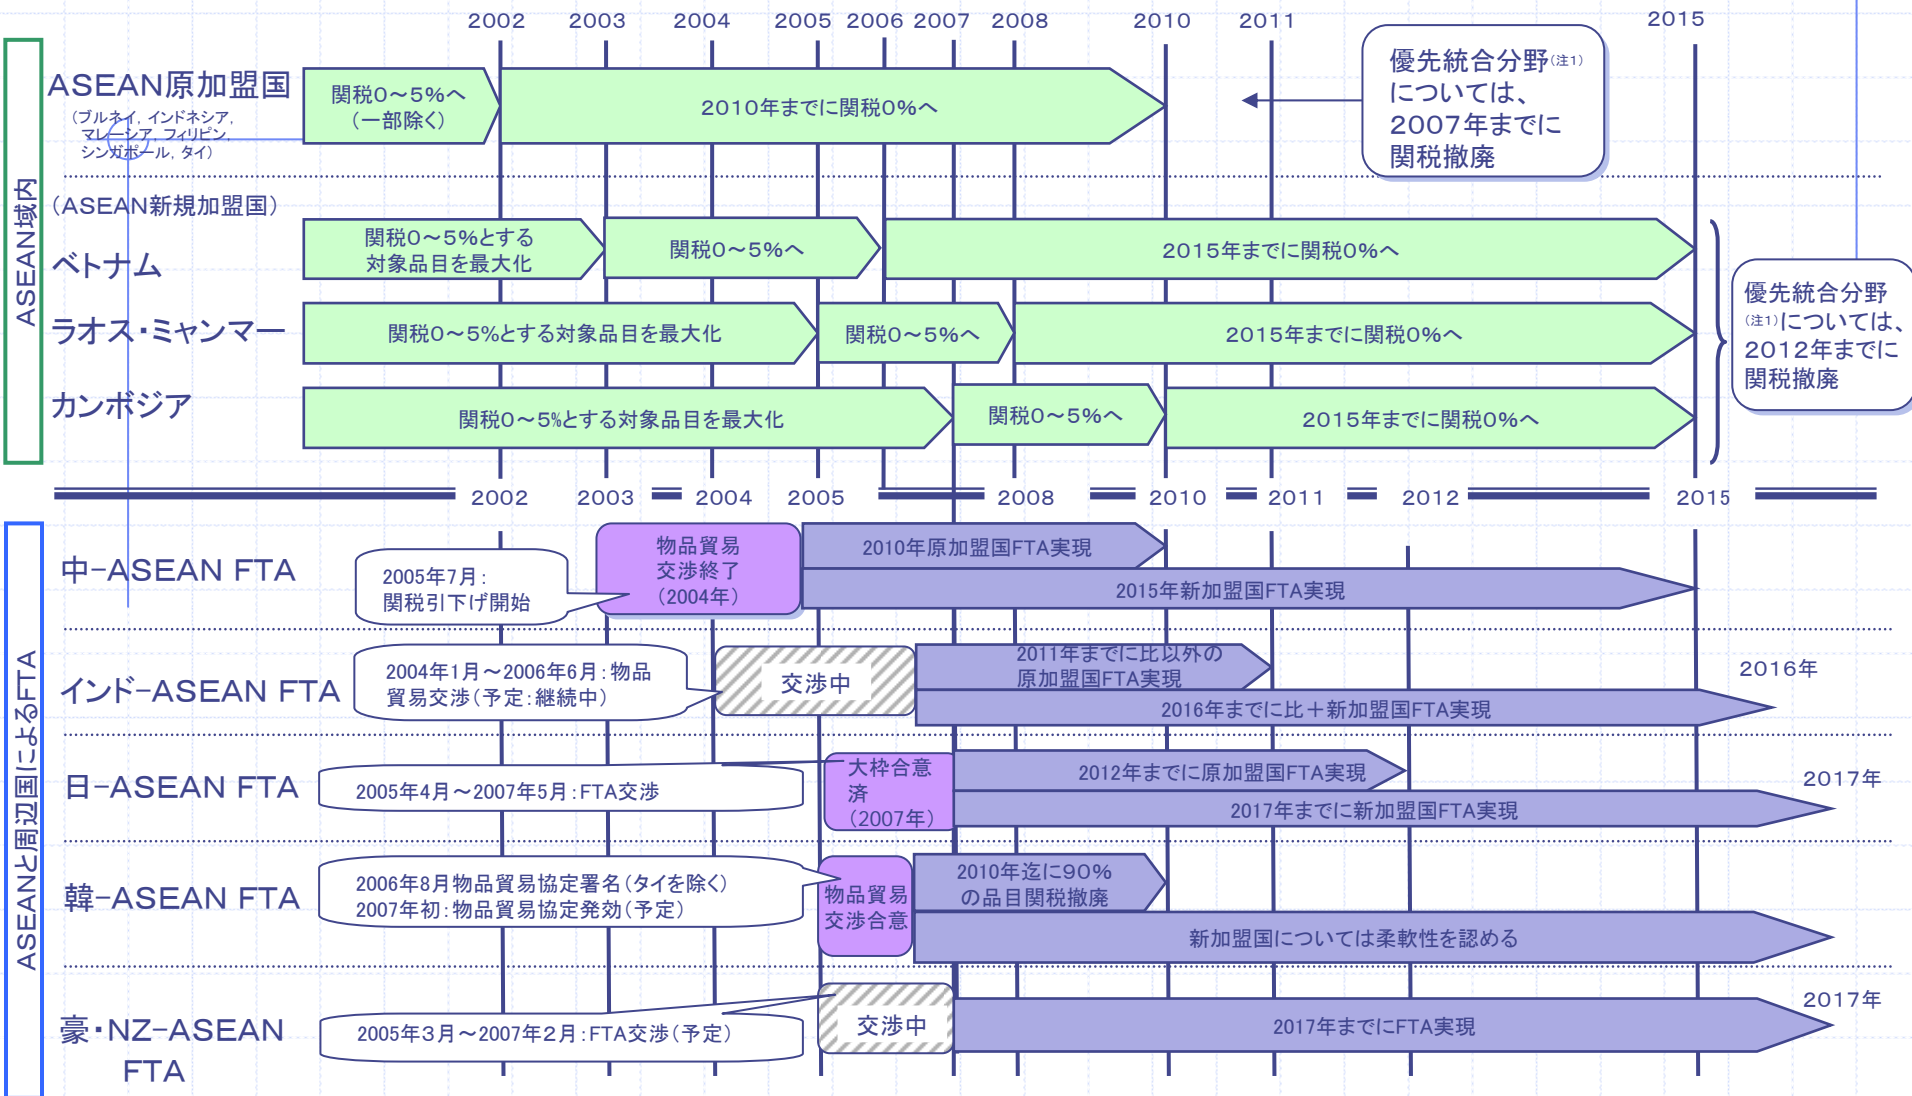 2002
2003
2004
2005
2006
2007
2008
2010
2011
2015
ASEAN域内
ASEAN原加盟国
(ブルネイ, インドネシア,
マレーシア, フィリピン,
シンガポール, タイ)
関税0～5%へ
(一部除く)
2010年までに関税0%へ
優先統合分野(注1)
については、
2007年までに
関税撤廃
(ASEAN新規加盟国)
ベトナム
関税0～5%とする
対象品目を最大化
関税0～5%へ
2015年までに関税0%へ
ラオス・ミャンマー
関税0～5%とする対象品目を最大化
関税0～5%へ
2015年までに関税0%へ
カンボジア
関税0～5%とする対象品目を最大化
関税0～5%へ
2015年までに関税0%へ
優先統合分野
(注1)については、
2012年までに
関税撤廃
2002
2003
2004
2005
2008
2010
2011
2012
2015
ASEANと周辺国によるFTA
中-ASEAN FTA
2005年7月:
関税引下げ開始
物品貿易
交渉終了
(2004年)
2010年原加盟国FTA実現
2015年新加盟国FTA実現
インド-ASEAN FTA
2004年1月～2006年6月:物品
貿易交渉(予定:継続中)
交渉中
2011年までに比以外の
原加盟国FTA実現
2016年までに比＋新加盟国FTA実現
2016年
日-ASEAN FTA
2005年4月～2007年5月:FTA交渉
大枠合意
済
(2007年)
2012年までに原加盟国FTA実現
2017年までに新加盟国FTA実現
2017年
韓-ASEAN FTA
2006年8月物品貿易協定署名(タイを除く)
2007年初:物品貿易協定発効(予定)
物品貿易
交渉合意
2010年迄に90%
の品目関税撤廃
新加盟国については柔軟性を認める
豪・NZ-ASEAN
FTA
2005年3月～2007年2月:FTA交渉(予定)
交渉中
2017年までにFTA実現
2017年